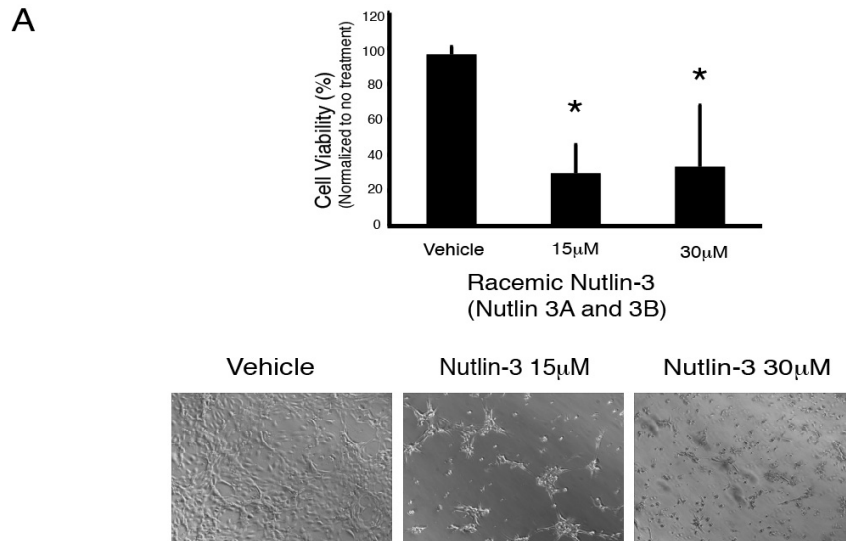 A
120
100
80
60
40
20
0
Cell Viability (%)
(Normalized to no treatment)
*
*
Vehicle
15µM
30µM
Racemic Nutlin-3
(Nutlin 3A and 3B)
Vehicle
Nutlin-3 15µM
Nutlin-3 30µM